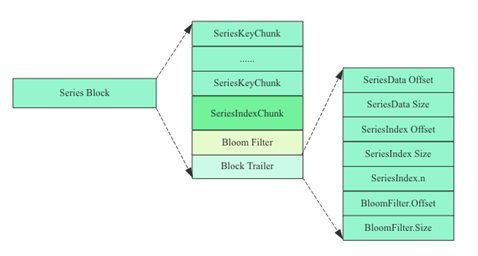 Series Block
SeriesKeyChunk
......
SeriesKeyChunk
SeriesIndexChunk
Bloom Filter
Block Trailer
SeriesData Offset
SeriesData Size
SeriesIndex Offset
SeriesIndex Size
SeriesIndex.n
BloomFilter.Offset
BloomFilter.Size